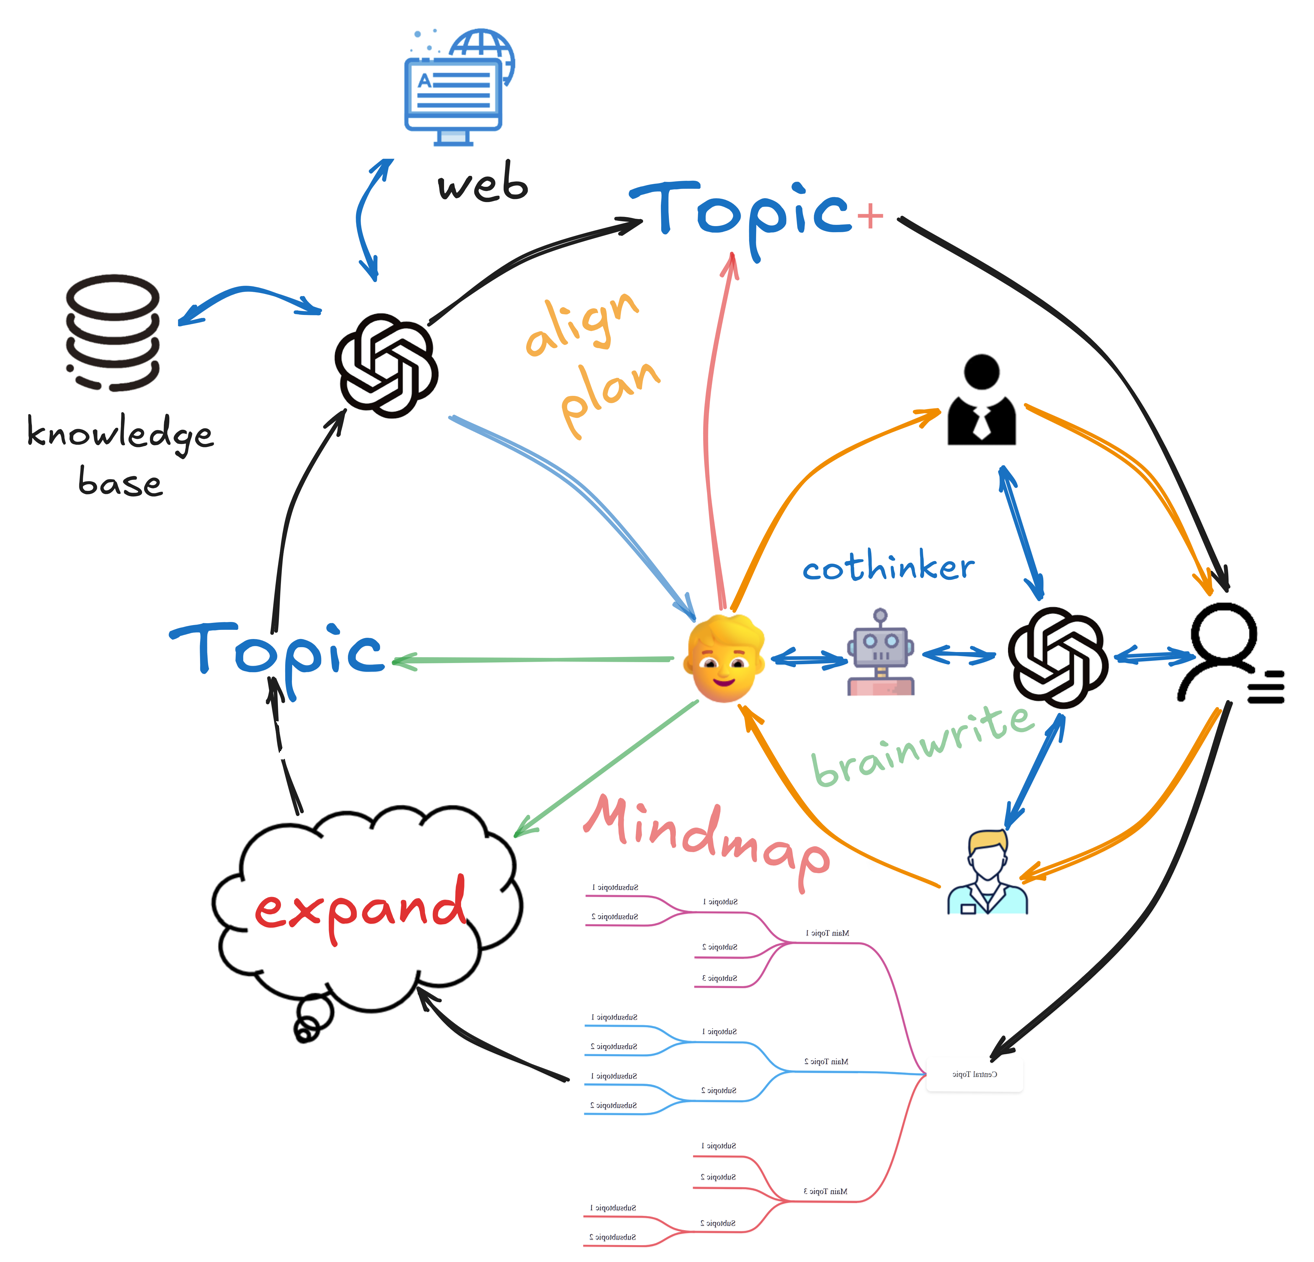 A
web
Topic+
align
plan
knowledge
base
cothinker
Topic
brainwrite
Mindmap
expand
Subsubtopic 1
Subtopic 1
Subsubtopic 2
Main Topic 1
Subtopic 2
Subtopic 3
Subsubtopic 1
Subtopic 1
Subsubtopic 2
Main Topic 2
Central Topic
Subsubtopic 1
Subtopic 2
Subsubtopic 2
Subtopic 1
Subtopic 2
Main Topic 3
Subsubtopic 1
Subtopic 2
Subsubtopic 2